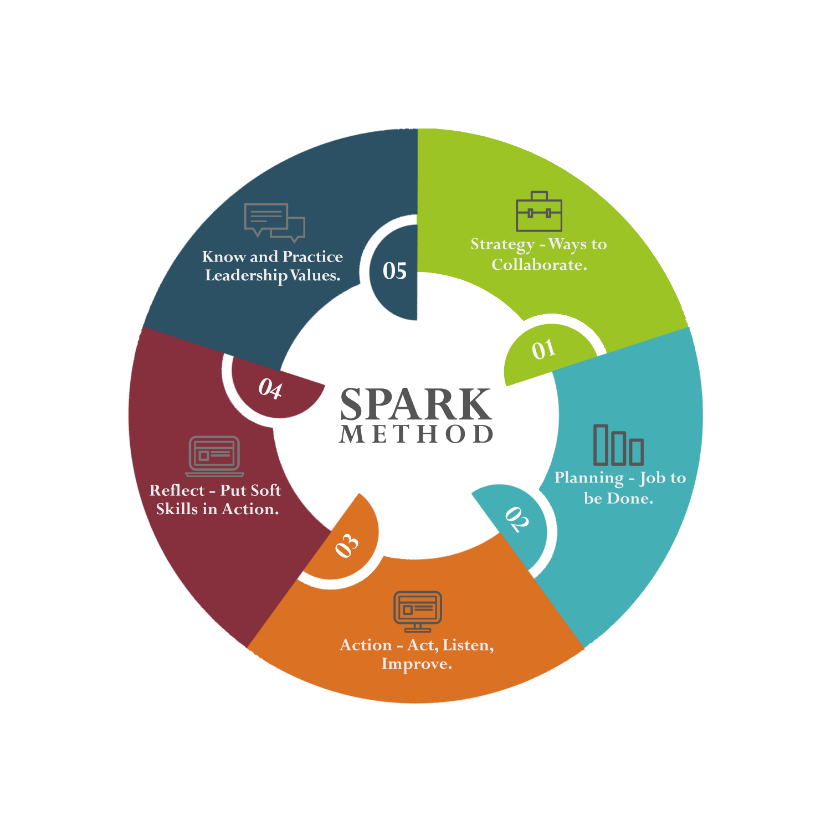 SPARK
METHOD
Strategy - Ways to
Collaborate.
01
Planning - Job to
be Done.
02
Action - Act, Listen,
Improve.
03
Reflect - Put Soft
Skills in Action.
04
Know and Practice
Leadership Values.
05